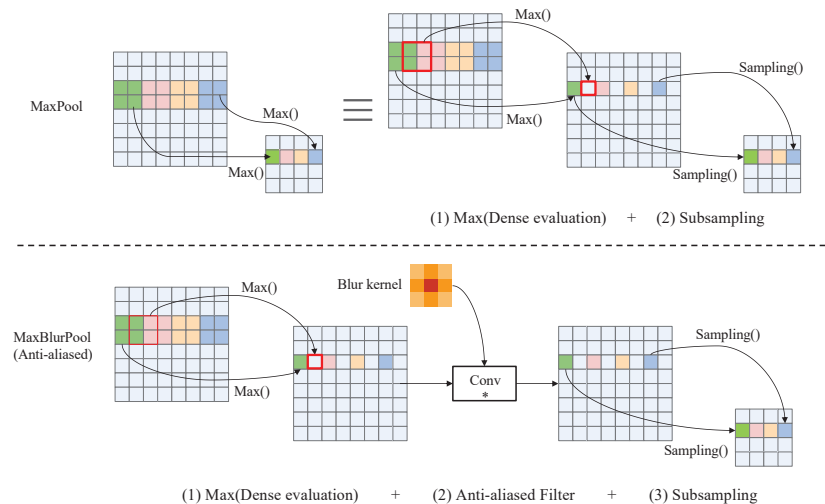 Max()
Sampling()
MaxPool
Max()
Max()
Max()
Sampling()
(1) Max(Dense evaluation) + (2) Subsampling
Blur kernel
Max()
MaxBlurPool
(Anti-aliased)
Sampling()
Conv
*
Max()
Sampling()
(1) Max(Dense evaluation) + (2) Anti-aliased Filter + (3) Subsampling